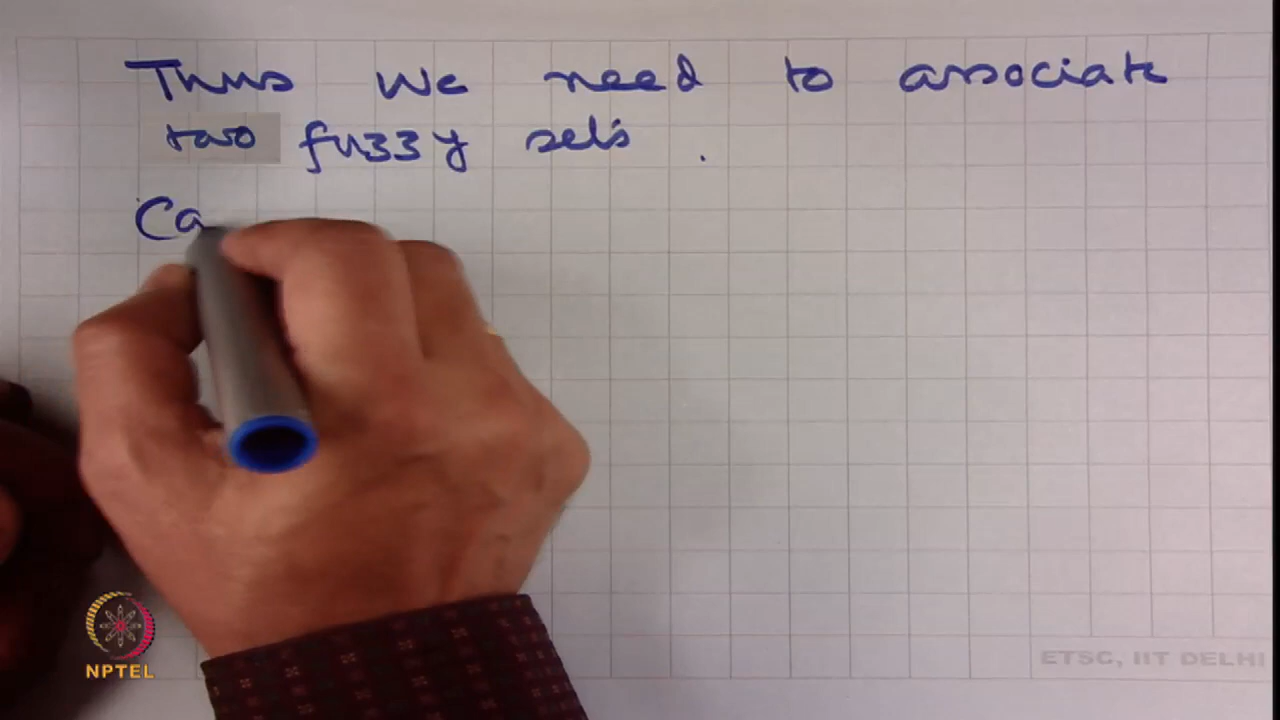 Thus we need to associate
two fuzzy sets .
Ca
NPTEL
ETSC, IIT DELHI